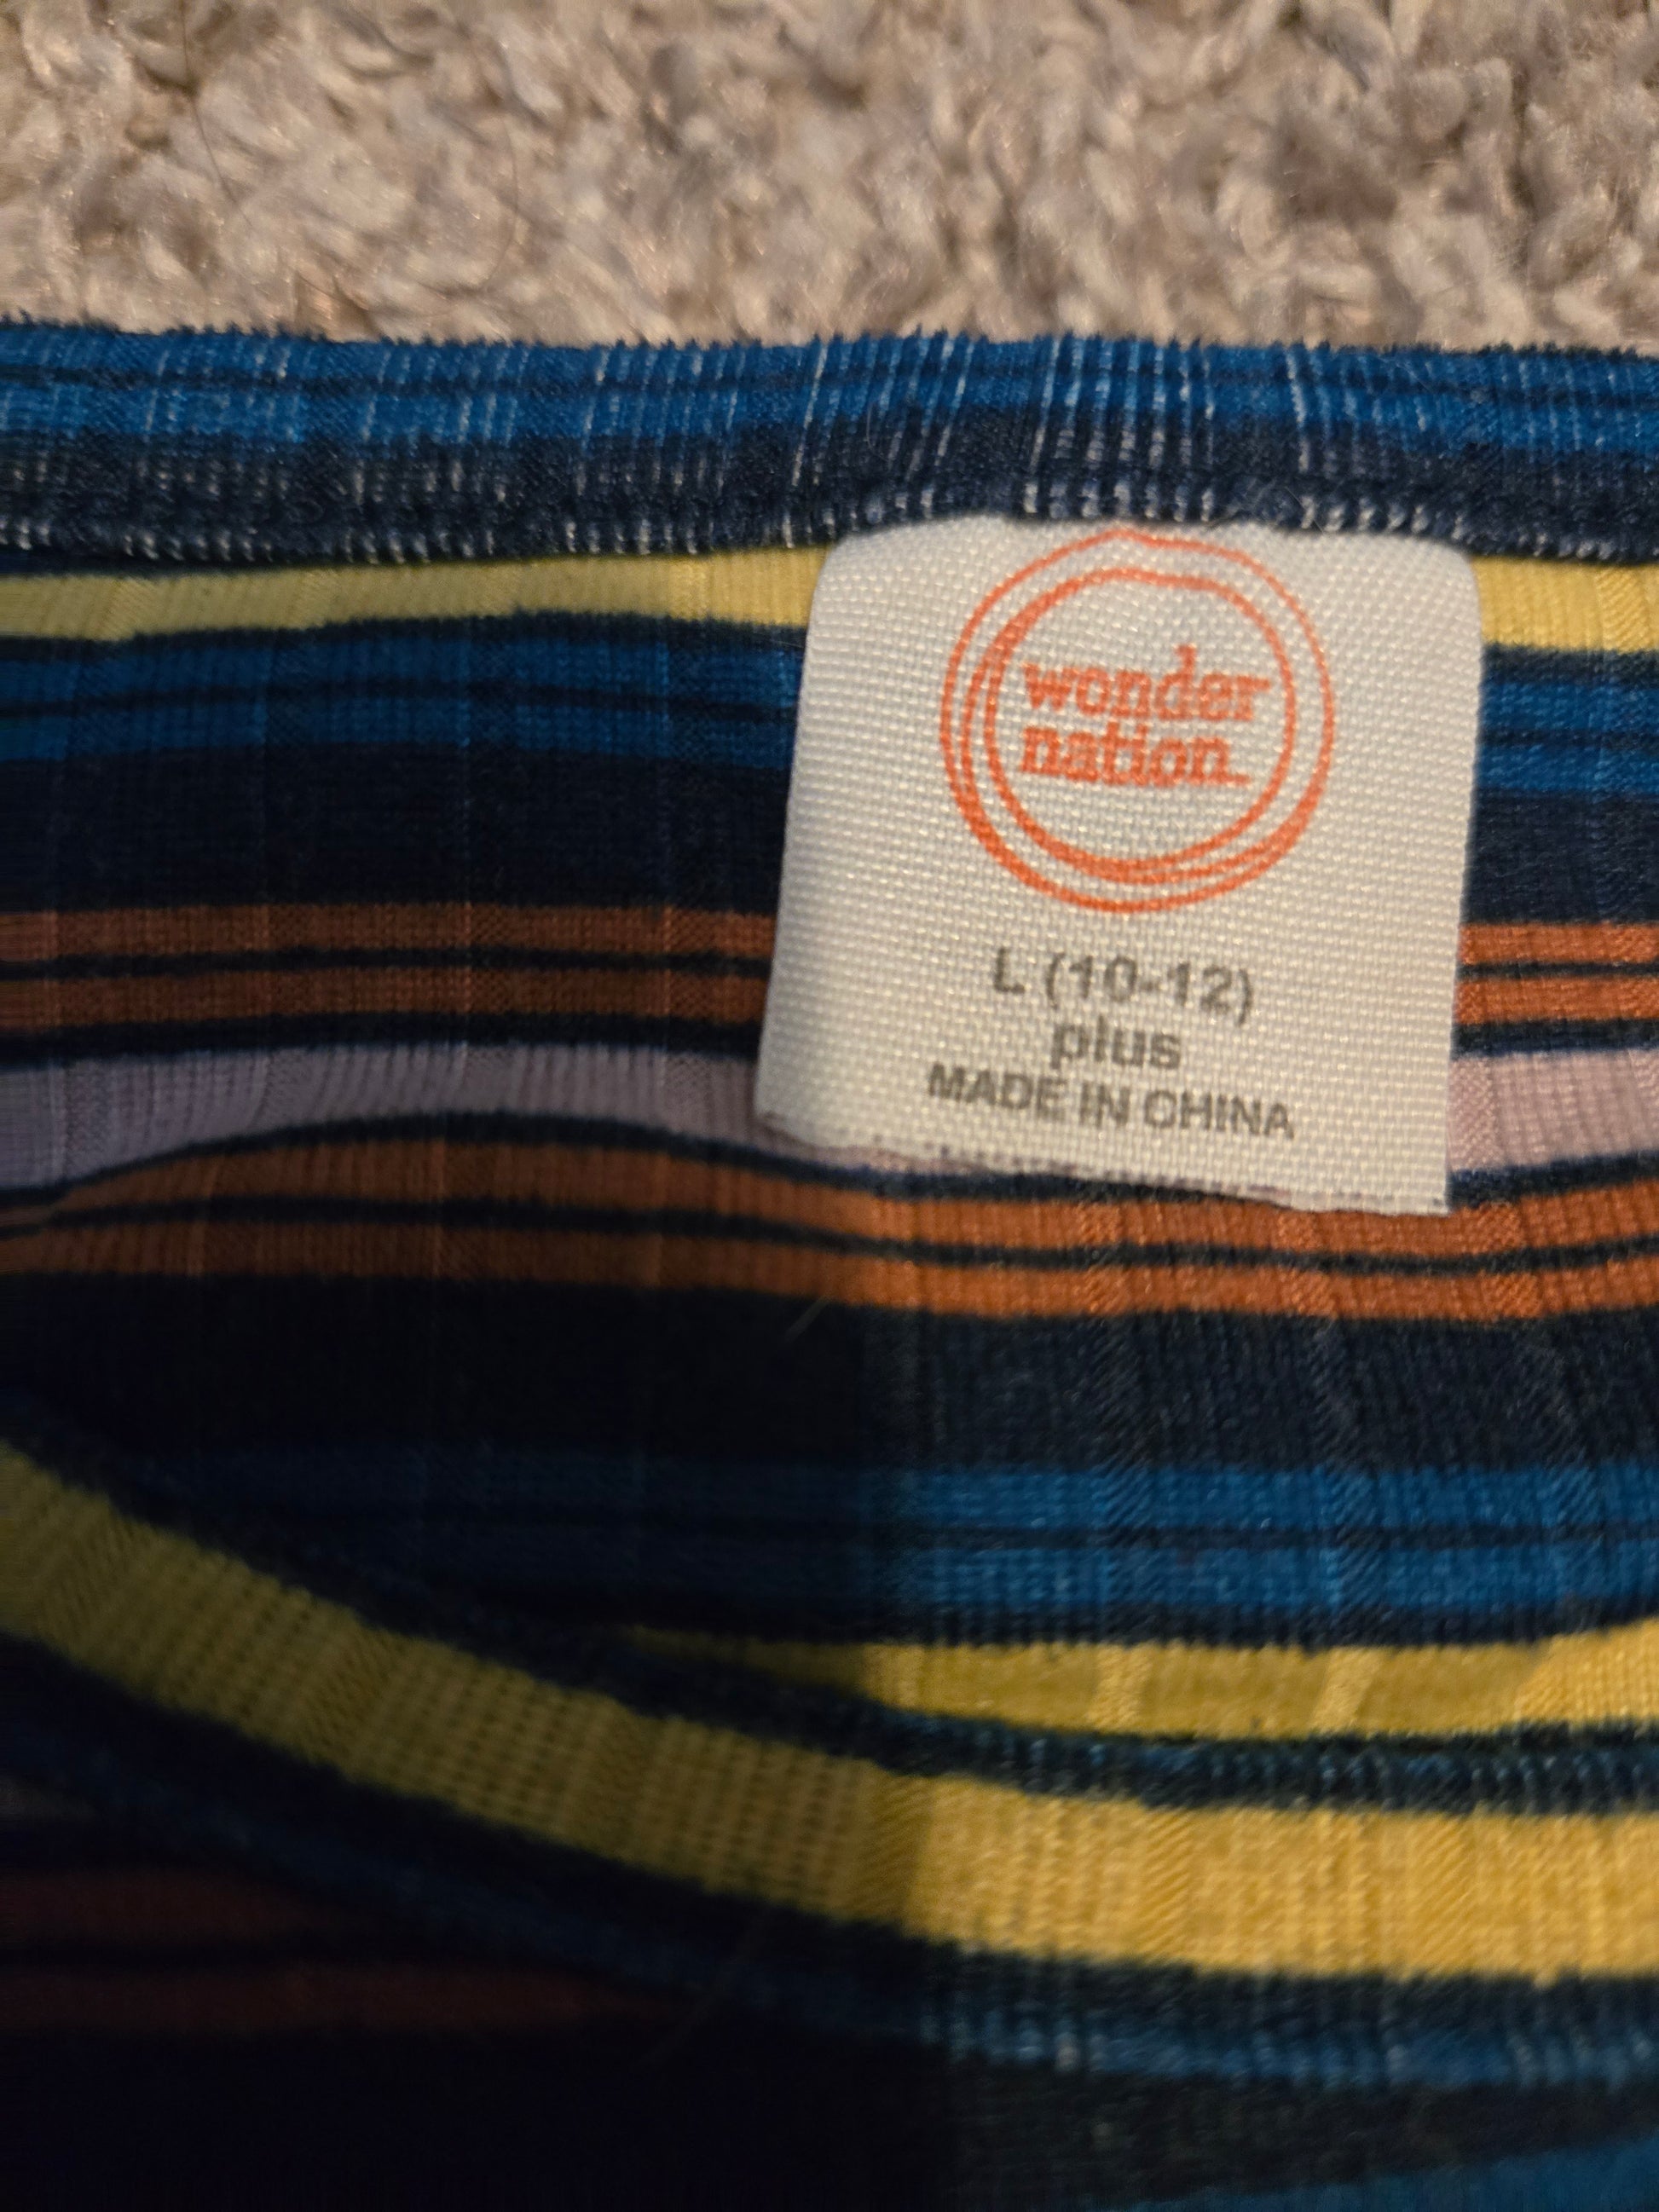 wonder
nation
L (10-12)
plus
MADE IN CHINA